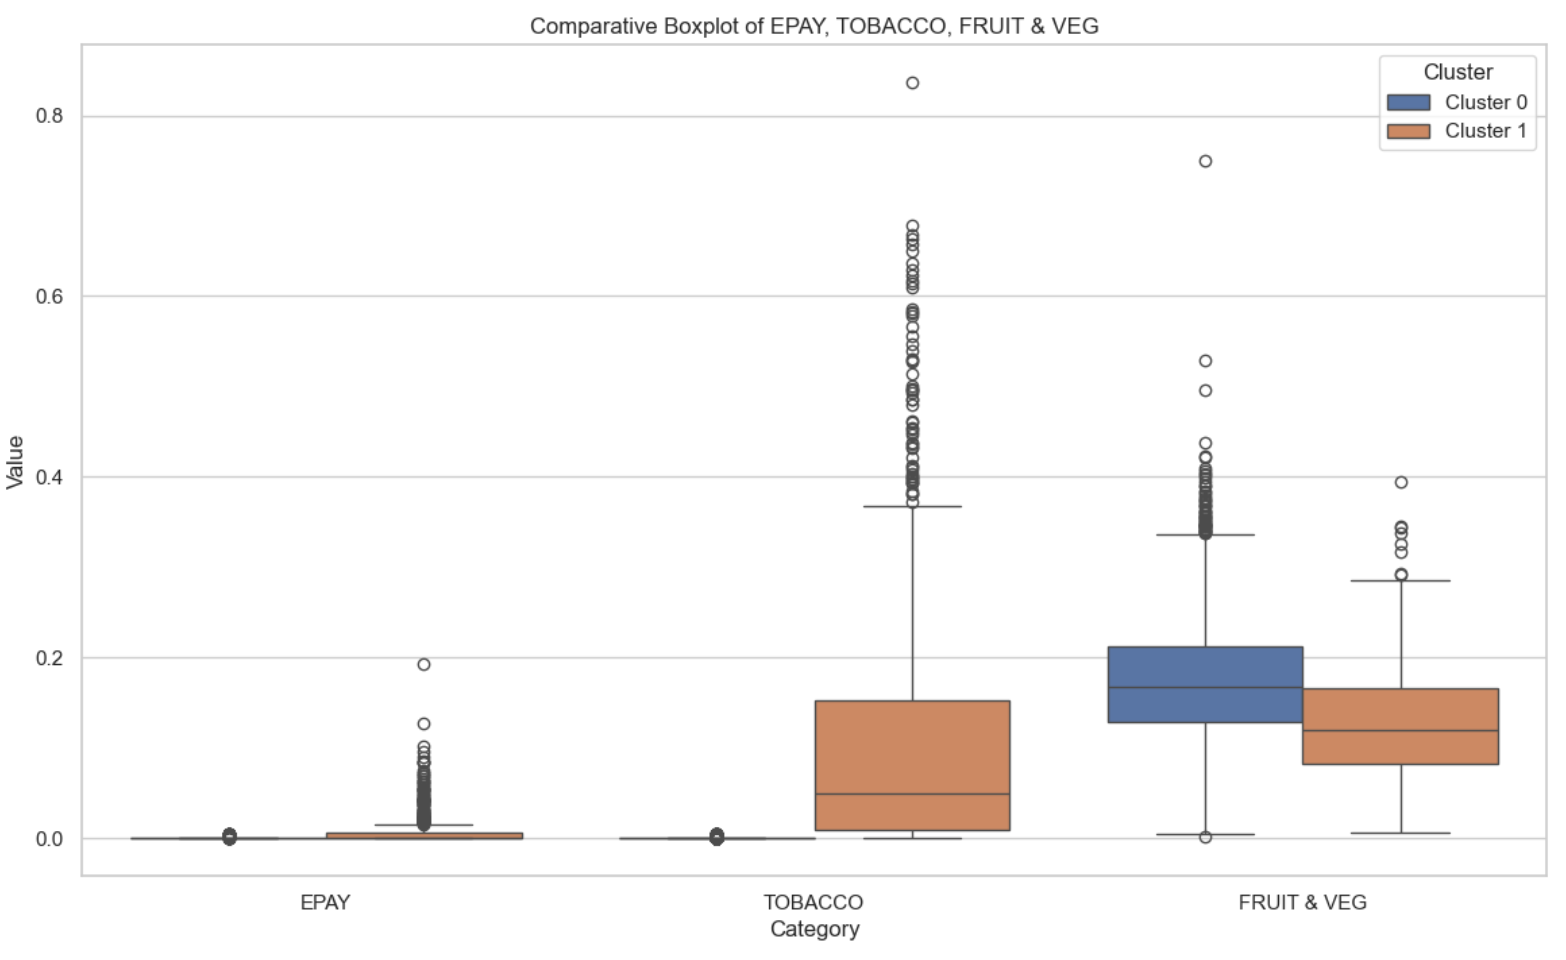 Comparative Boxplot of EPAY, TOBACCO, FRUIT & VEG
Cluster
Cluster 0
Cluster 1
Value
0.8
0.6
0.4
0.2
0.0
EPAY
TOBACCO
FRUIT & VEG
Category